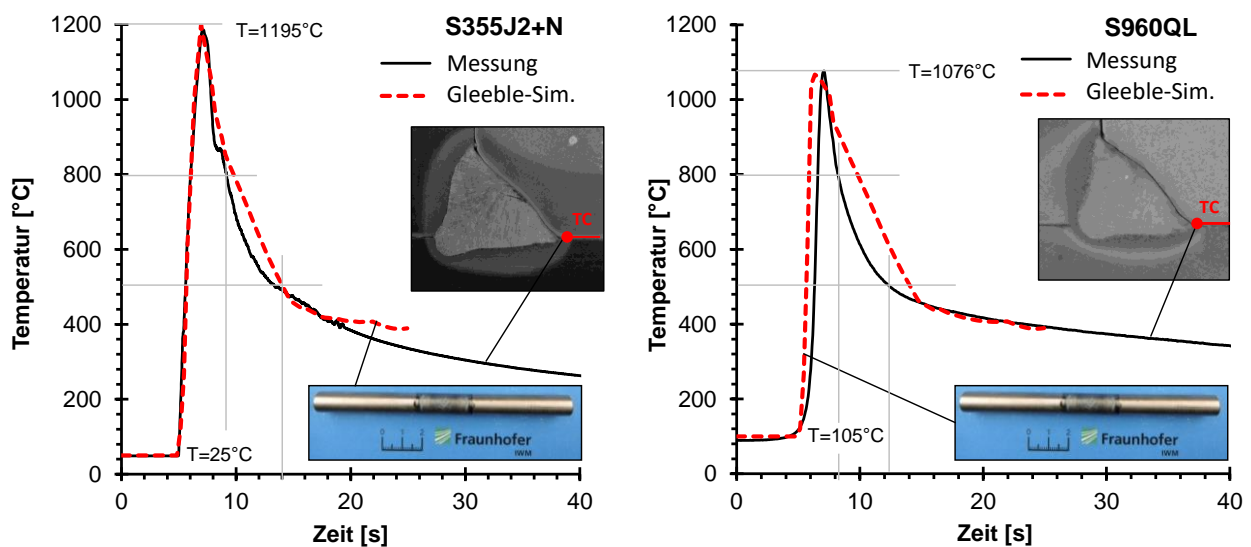 S355J2+N
T=1195°C
Messung
Gleeble-Sim.
TC
T=25°C
0 1 2
Fraunhofer
IWM
Temperatur [°C]
1200
1000
800
600
400
200
0
0 10 20 30 40
Zeit [s]
S960QL
T=1076°C
Messung
Gleeble-Sim.
TC
T=105°C
0 1 2
Fraunhofer
IWM
Temperatur [°C]
1200
1000
800
600
400
200
0
0 10 20 30 40
Zeit [s]